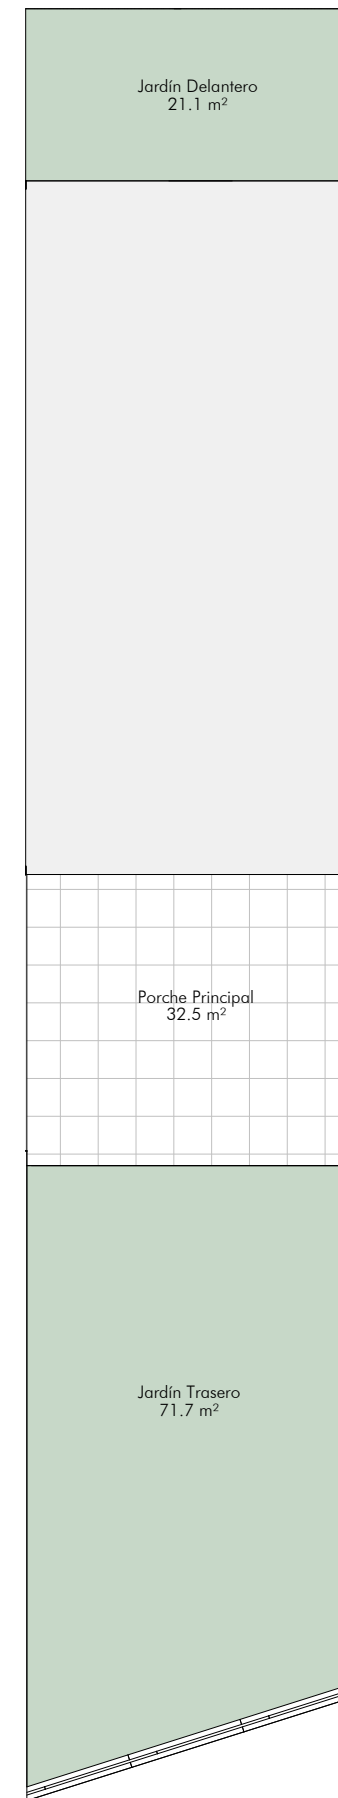 Jardín Delantero
21.1 m²
Porche Principal
32.5 m²
Jardín Trasero
71.7 m²